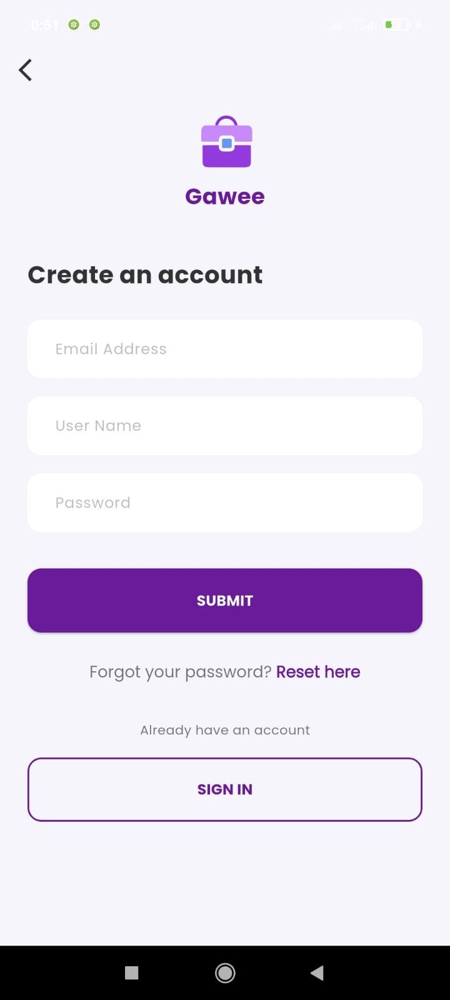 0:51
Gawee
Create an account
Email Address
User Name
Password
SUBMIT
Forgot your password? Reset here
Already have an account
SIGN IN